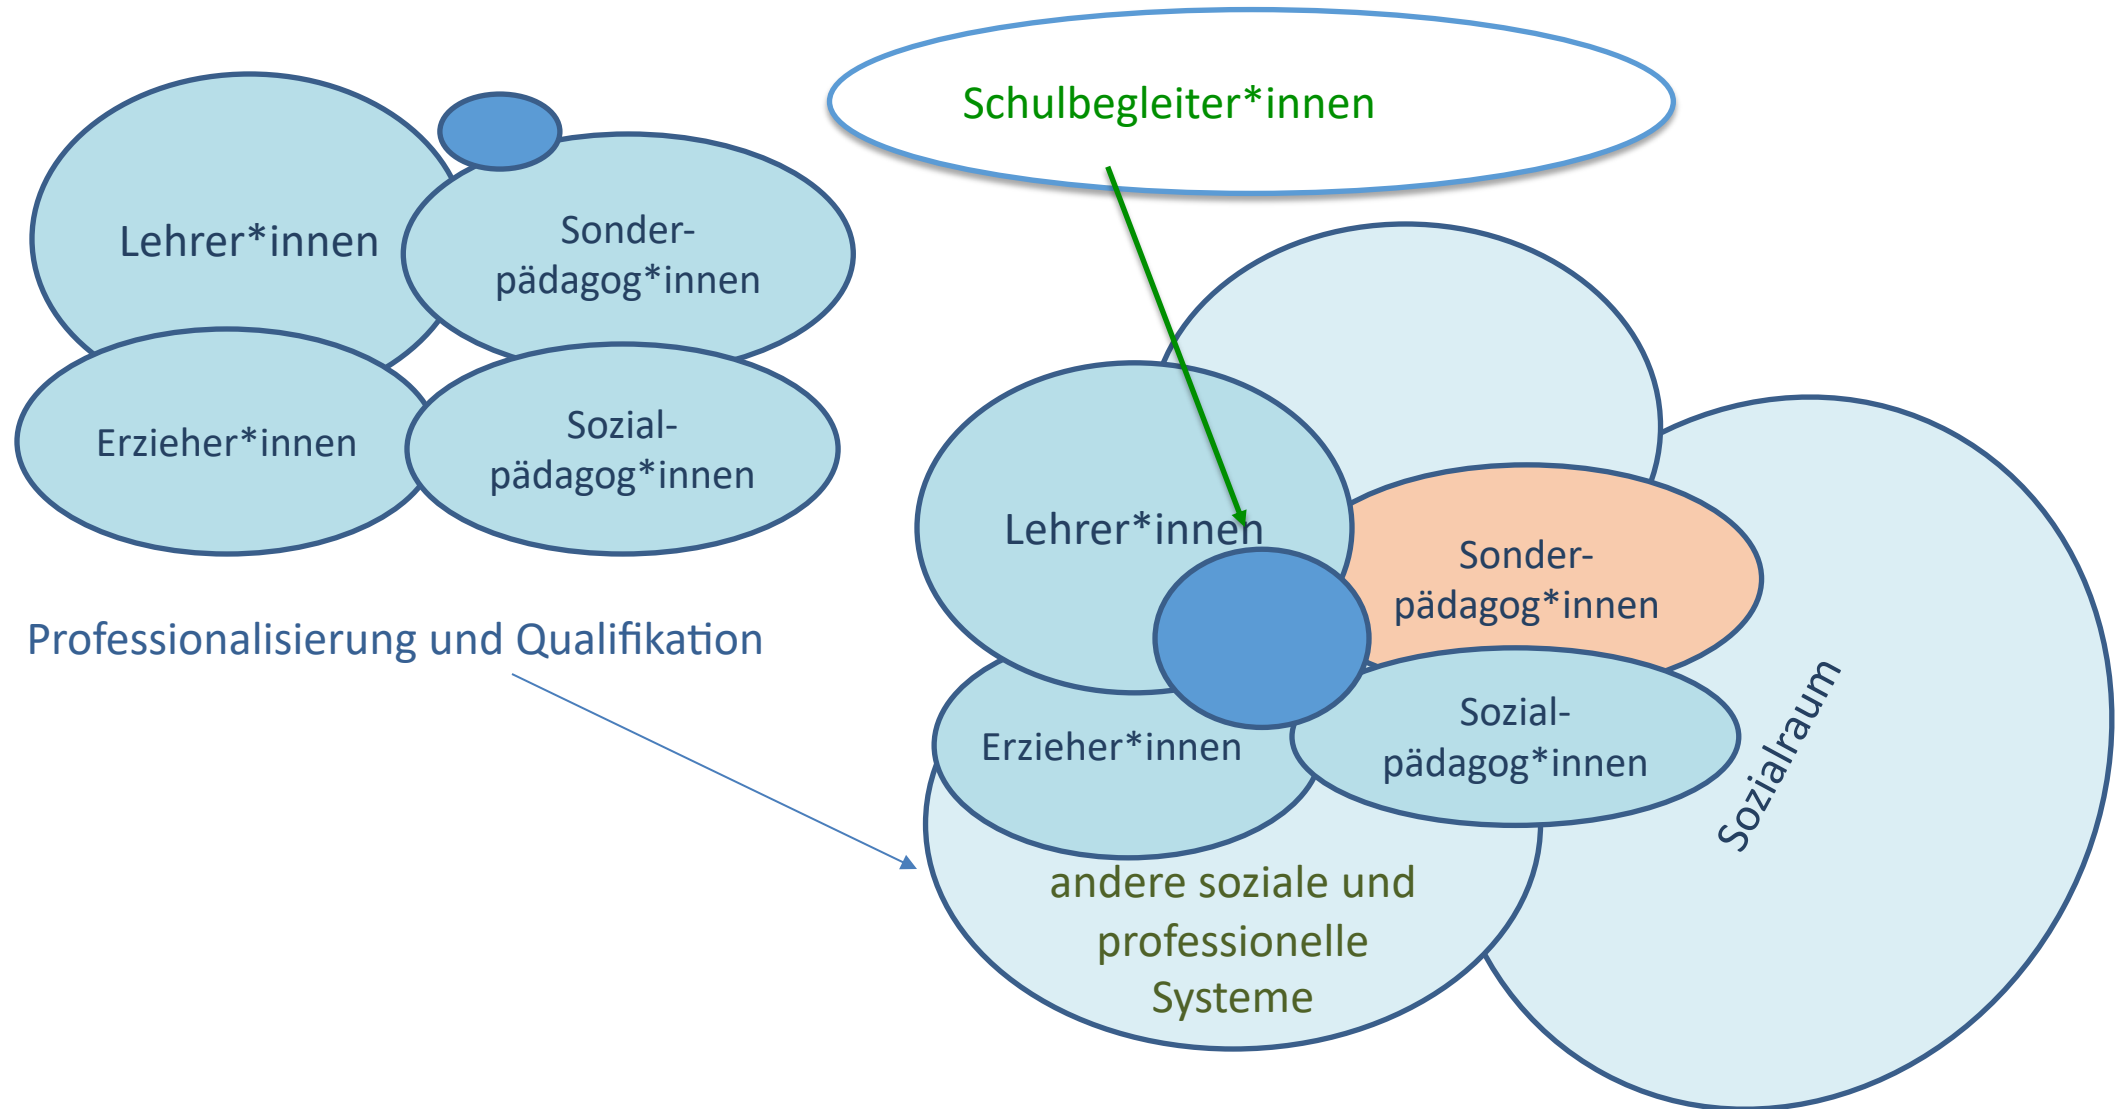 Schulbegleiter*innen
Lehrer*innen
Sonder-
pädagog*innen
Erzieher*innen
Sozial-
pädagog*innen
Professionalisierung und Qualifikation
Lehrer*innen
Sonder-
pädagog*innen
Erzieher*innen
Sozial-
pädagog*innen
Sozialraum
andere soziale und
professionelle
Systeme